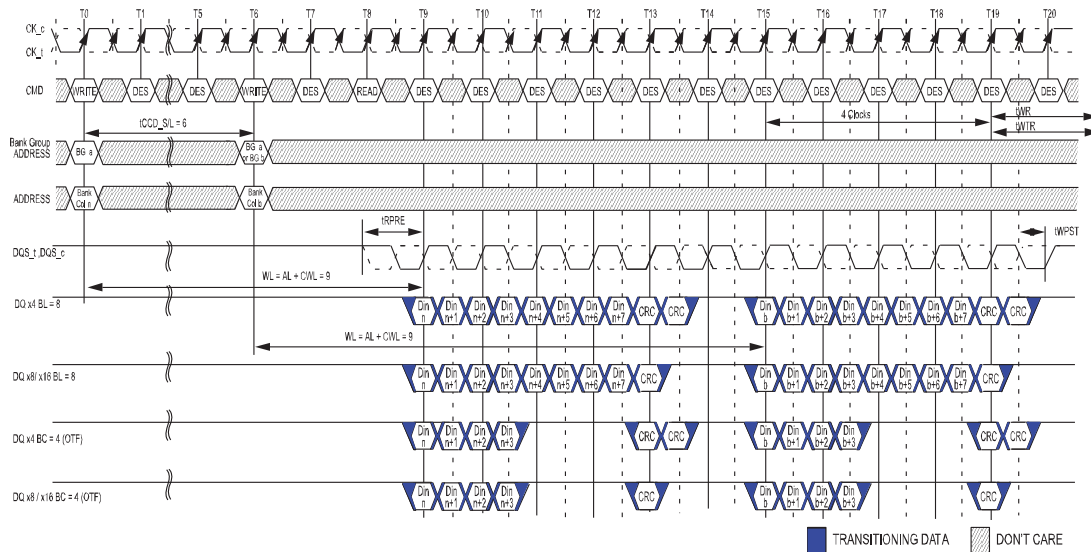 T0 T1 T5 T6 T7 T8 T9 T10 T11 T12 T13 T14 T15 T16 T17 T18 T19 T20
CK_c
CK_t
CMD WRITE DES DES WRITE DES READ DES DES DES DES DES DES DES DES DES DES DES DES
tCCD_S/L = 6
4 Clocks
tWR
tWTR
Bank Group
ADDRESS
BG a
BG a
or BG b
ADDRESS
Bank
Col n
Bank
Col b
tRPRE
tWPST
DQS_t ,DQS_c
WL = AL + CWL = 9
DQ x4 BL = 8
Din n Din n+1 Din n+2 Din n+3 Din n+4 Din n+5 Din n+6 Din n+7 CRC CRC Din b Din b+1 Din b+2 Din b+3 Din b+4 Din b+5 Din b+6 Din b+7 CRC CRC
WL = AL + CWL = 9
DQ x8/ x16 BL = 8
Din n Din n+1 Din n+2 Din n+3 Din n+4 Din n+5 Din n+6 Din n+7 CRC Din b Din b+1 Din b+2 Din b+3 Din b+4 Din b+5 Din b+6 Din b+7 CRC
DQ x4 BC = 4 (OTF)
Din n Din n+1 Din n+2 Din n+3 CRC CRC Din b Din b+1 Din b+2 Din b+3 CRC CRC
DQ x8 / x16 BC = 4 (OTF)
Din n Din n+1 Din n+2 Din n+3 CRC Din b Din b+1 Din b+2 Din b+3 CRC
TRANSITIONING DATA
DON'T CARE